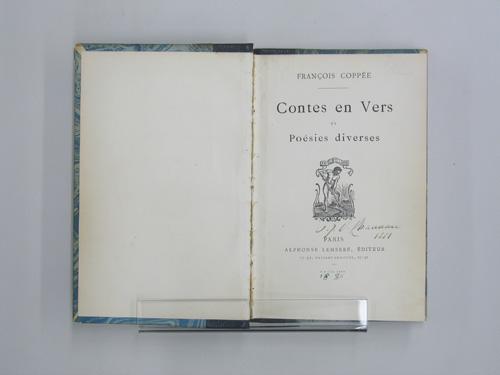 FRANÇOIS COPPÉE
Contes en Vers
ET
Poésies diverses
PARIS
ALPHONSE LEMERRE, ÉDITEUR